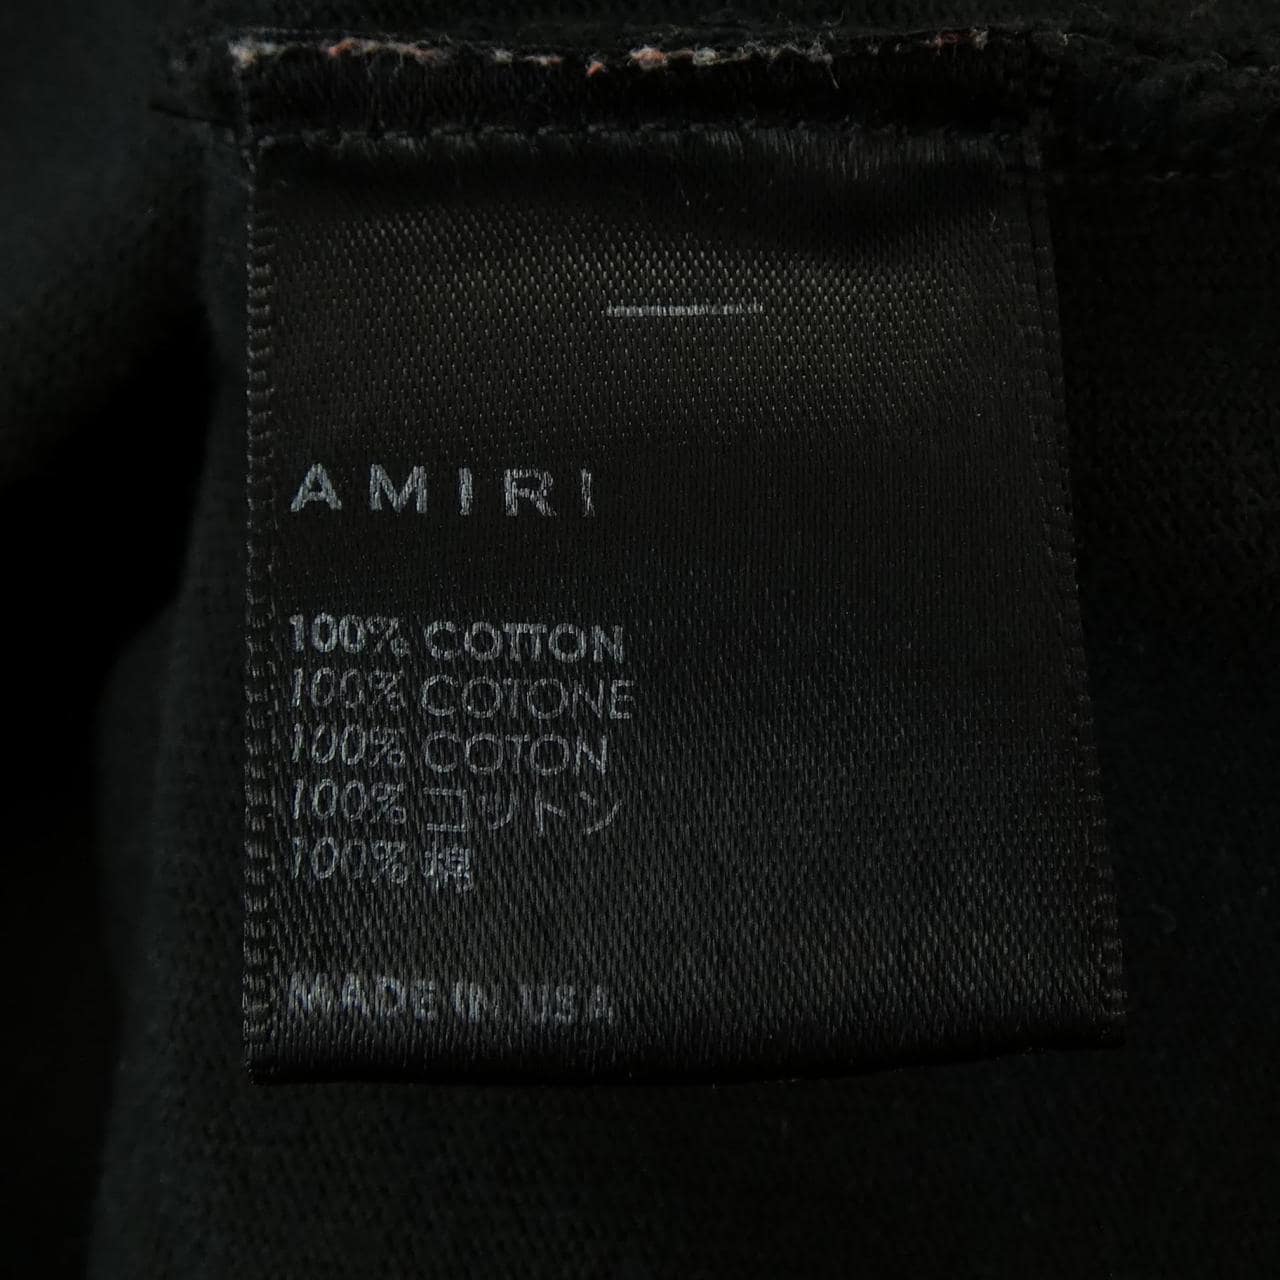 AMIRI
100% COTTON
100% COTONE
100% COTON
100% コットン
100% 棉
MADE IN USA